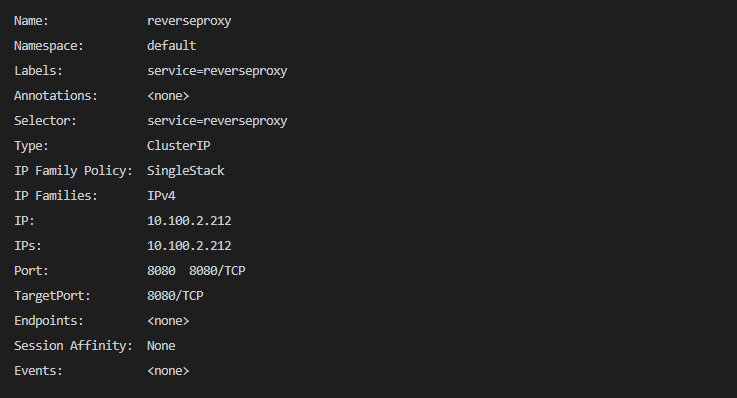 Name: reverseproxy
Namespace: default
Labels: service=reverseproxy
Annotations: <none>
Selector: service=reverseproxy
Type: ClusterIP
IP Family Policy: SingleStack
IP Families: IPv4
IP: 10.100.2.212
IPs: 10.100.2.212
Port: 8080 8080/TCP
TargetPort: 8080/TCP
Endpoints: <none>
Session Affinity: None
Events: <none>